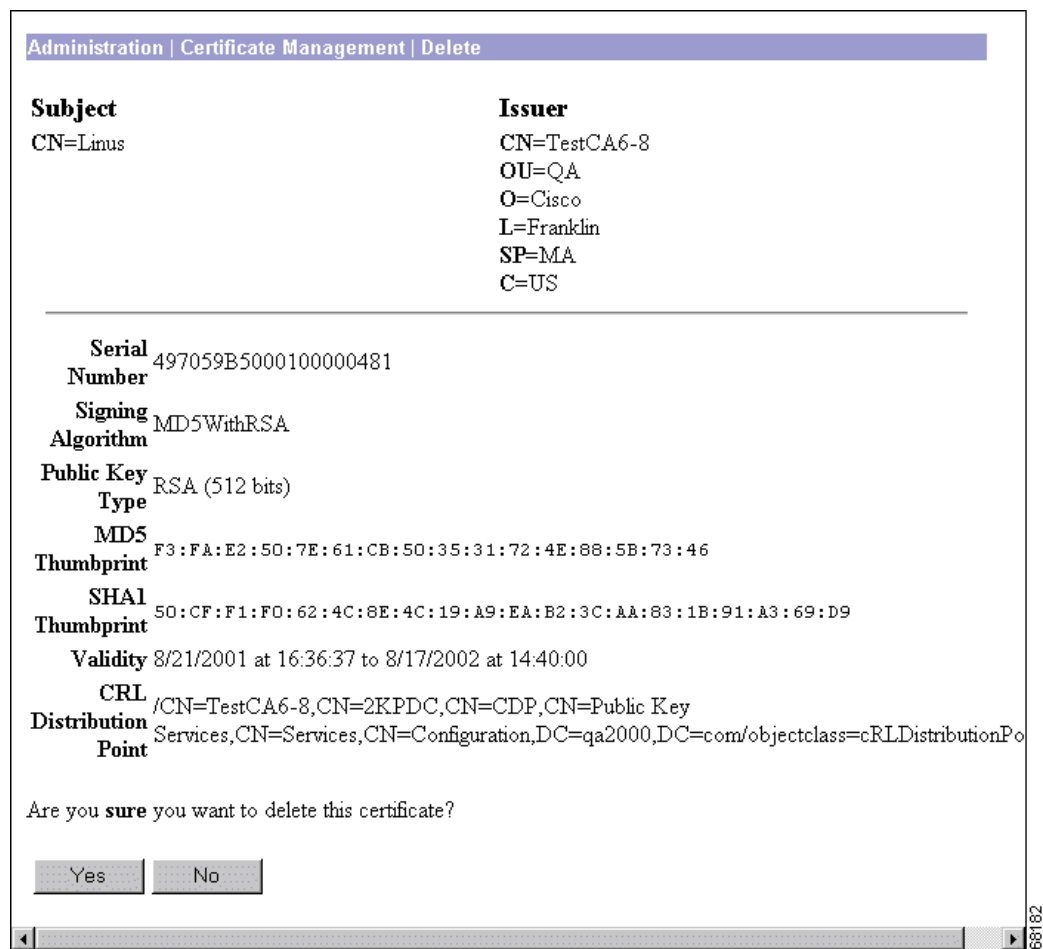 Administration | Certificate Management | Delete
Subject
CN=Linus
Issuer
CN=TestCA6-8
OU=QA
O=Cisco
L=Franklin
SP=MA
C=US
Serial Number 497059B5000100000481
Signing Algorithm MD5WithRSA
Public Key Type RSA (512 bits)
MD5 Thumbprint F3:FA:E2:50:7E:61:CB:50:35:31:72:4E:88:5B:73:46
SHA1 Thumbprint 50:CF:F1:F0:62:4C:8E:4C:19:A9:EA:B2:3C:AA:83:1B:91:A3:69:D9
Validity 8/21/2001 at 16:36:37 to 8/17/2002 at 14:40:00
CRL Distribution Point /CN=TestCA6-8,CN=2KPDC,CN=CDP,CN=Public Key
Services,CN=Services,CN=Configuration,DC=qa2000,DC=com/objectclass=cRLDistributionPo
Are you sure you want to delete this certificate?
Yes No
68182